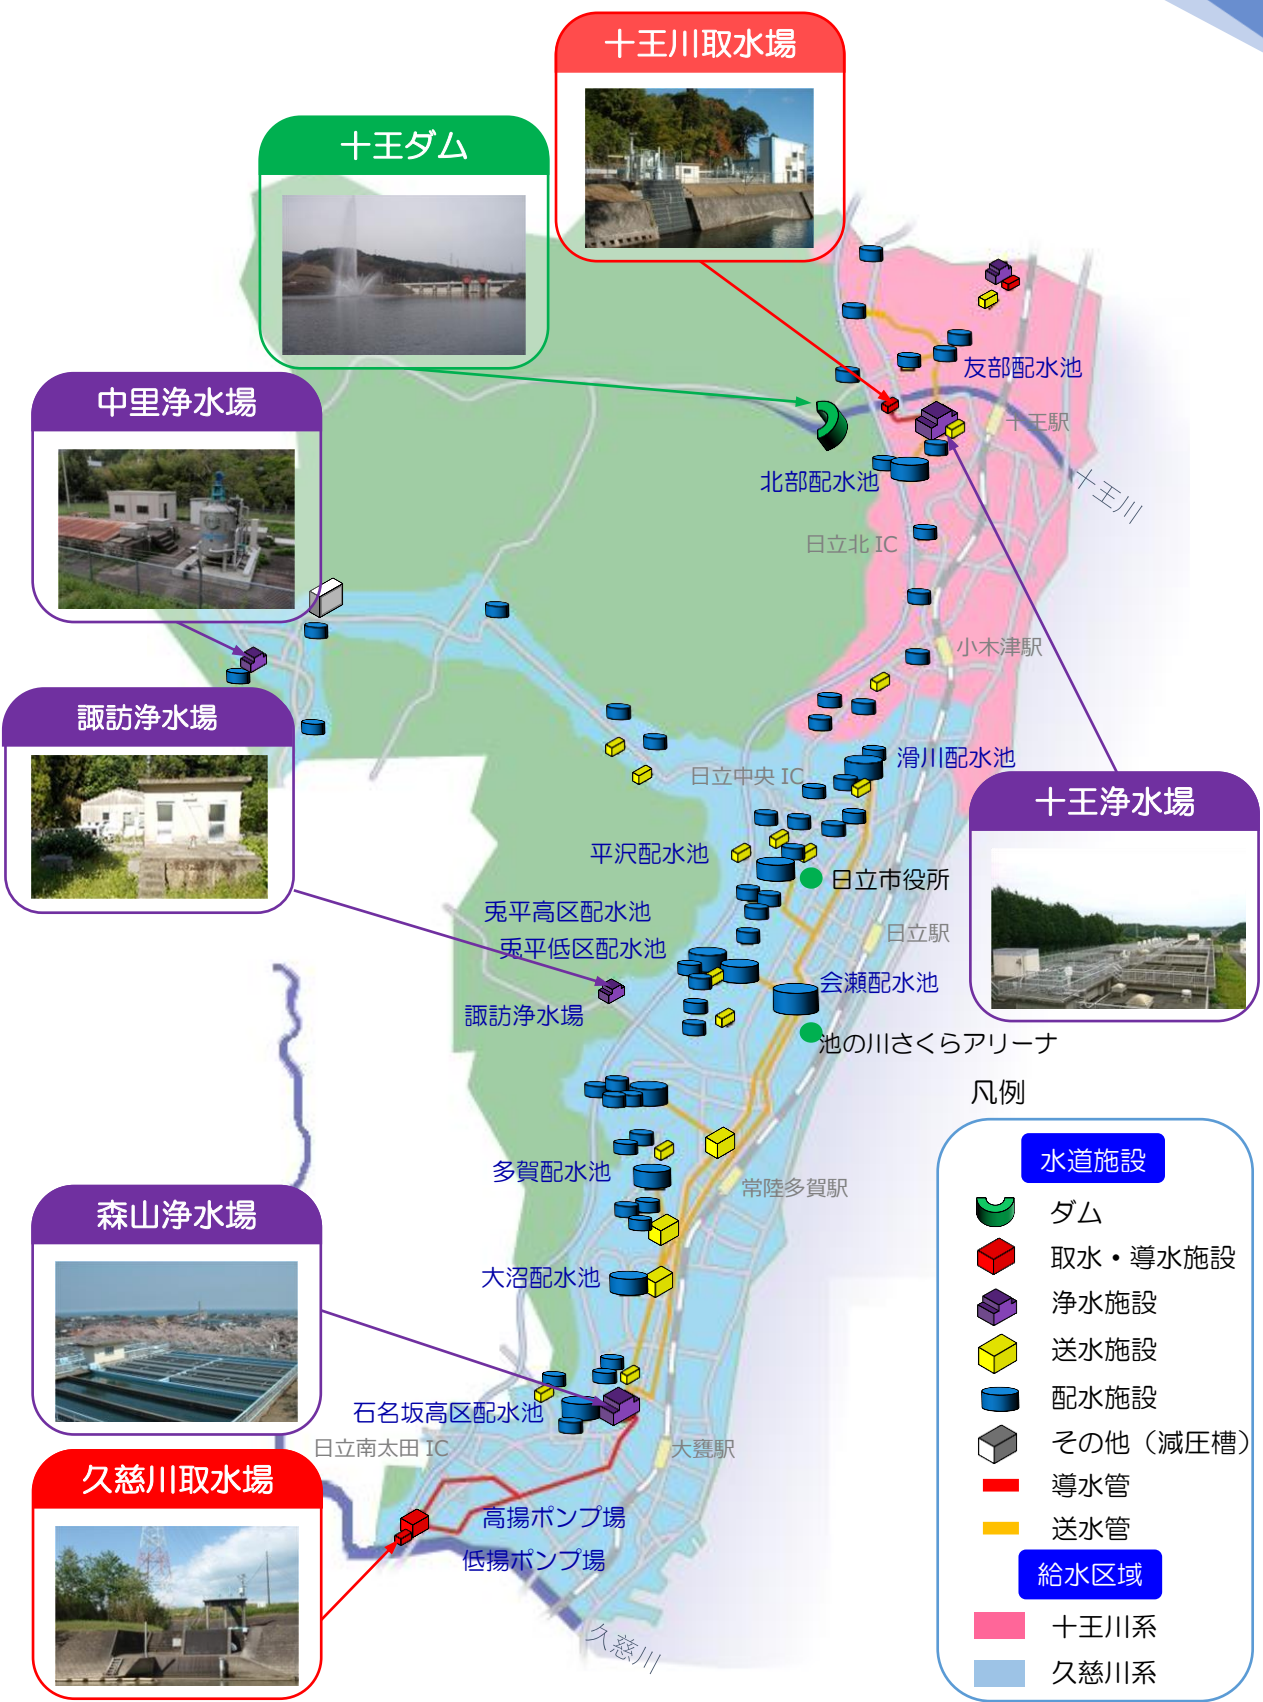 十王川取水場
十王ダム
友部配水池
中里浄水場
十王駅
北部配水池
十王川
日立北 IC
小木津駅
諏訪浄水場
滑川配水池
日立中央 IC
十王浄水場
平沢配水池
日立市役所
兎平高区配水池
日立駅
兎平低区配水池
会瀬配水池
諏訪浄水場
池の川さくらアリーナ
凡例
水道施設
多賀配水池
常陸多賀駅
森山浄水場
ダム
取水・導水施設
大沼配水池
浄水施設
送水施設
配水施設
石名坂高区配水池
日立南太田 IC
大甕駅
その他（減圧槽）
久慈川取水場
導水管
高揚ポンプ場
送水管
低揚ポンプ場
給水区域
十王川系
久慈川
久慈川系